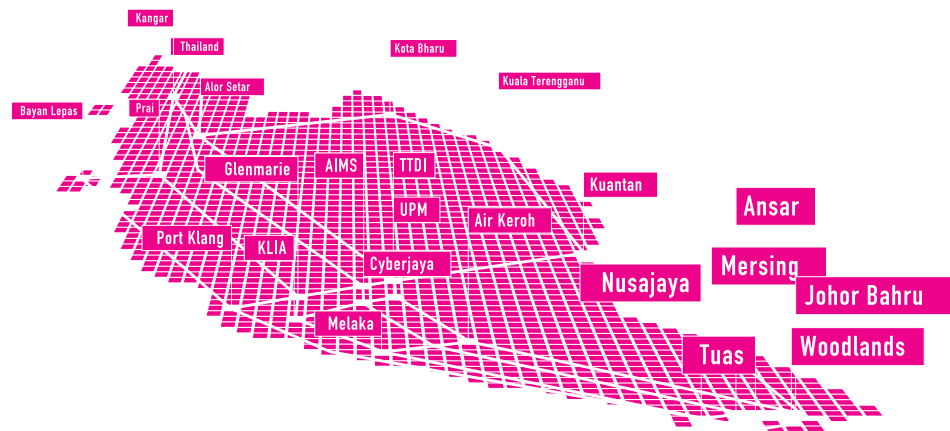 Kangar
Thailand
Kota Bharu
Kuala Terengganu
Alor Setar
Bayan Lepas
Prai
Glenmarie
AIMS
TTDI
Kuantan
Ansar
UPM
Air Keroh
Port Klang
KLIA
Cyberjaya
Mersing
Nusajaya
Johor Bahru
Melaka
Tuas
Woodlands